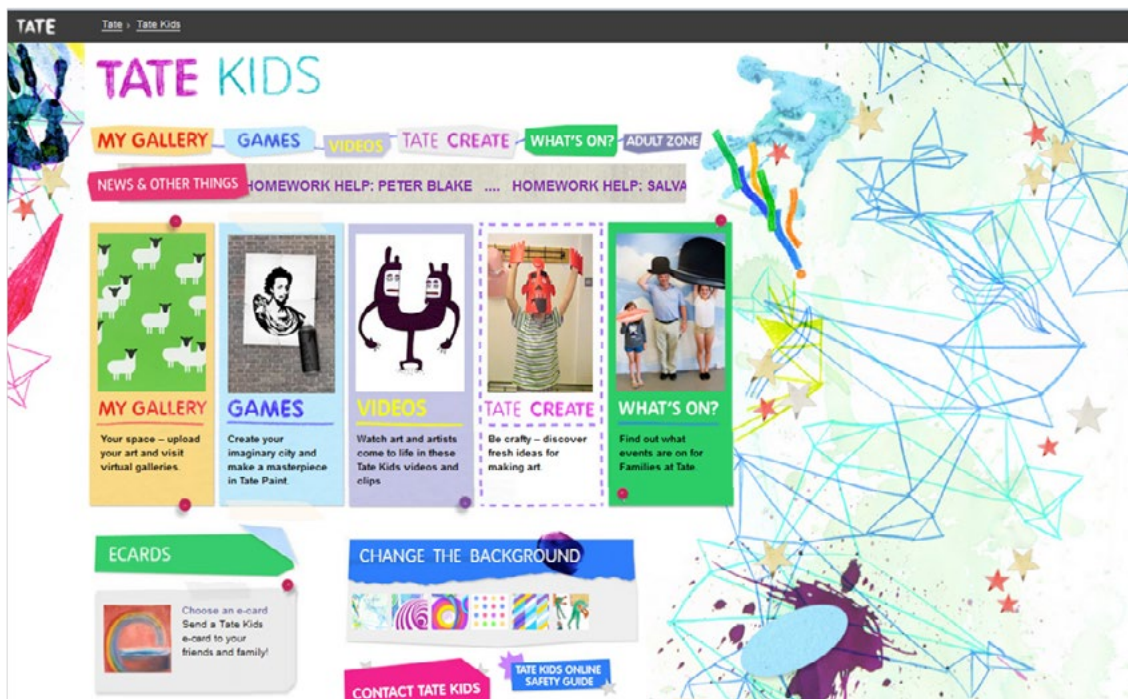 TATE
Tate › Tate Kids
TATE KIDS
MY GALLERY
GAMES
VIDEOS
TATE CREATE
WHAT'S ON?
ADULT ZONE
NEWS & OTHER THINGS
HOMEWORK HELP: PETER BLAKE .... HOMEWORK HELP: SALVA
MY GALLERY
Your space – upload
your art and visit
virtual galleries.
GAMES
Create your
imaginary city and
make a masterpiece
in Tate Paint.
VIDEOS
Watch art and artists
come to life in these
Tate Kids videos and
clips
TATE CREATE
Be crafty – discover
fresh ideas for
making art.
WHAT'S ON?
Find out what
events are on for
Families at Tate.
ECARDS
Choose an e-card
Send a Tate Kids
e-card to your
friends and family!
CHANGE THE BACKGROUND
CONTACT TATE KIDS
TATE KIDS ONLINE
SAFETY GUIDE